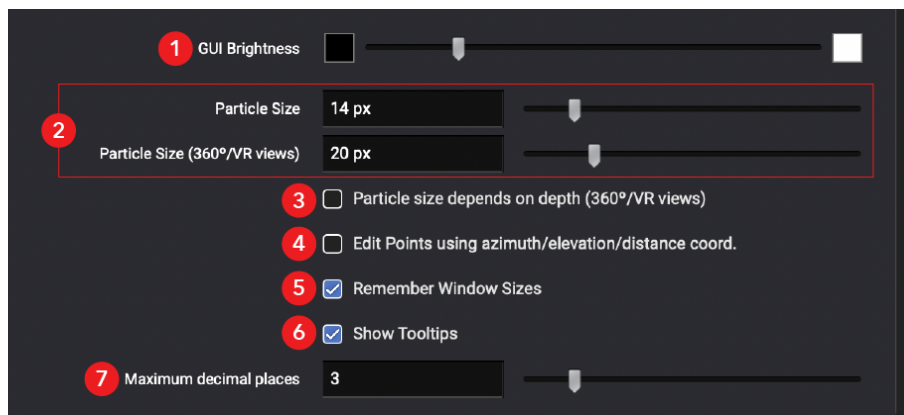 1 GUI Brightness
Particle Size 14 px
2
Particle Size (360º/VR views) 20 px
3 Particle size depends on depth (360º/VR views)
4 Edit Points using azimuth/elevation/distance coord.
5 Remember Window Sizes
6 Show Tooltips
7 Maximum decimal places 3